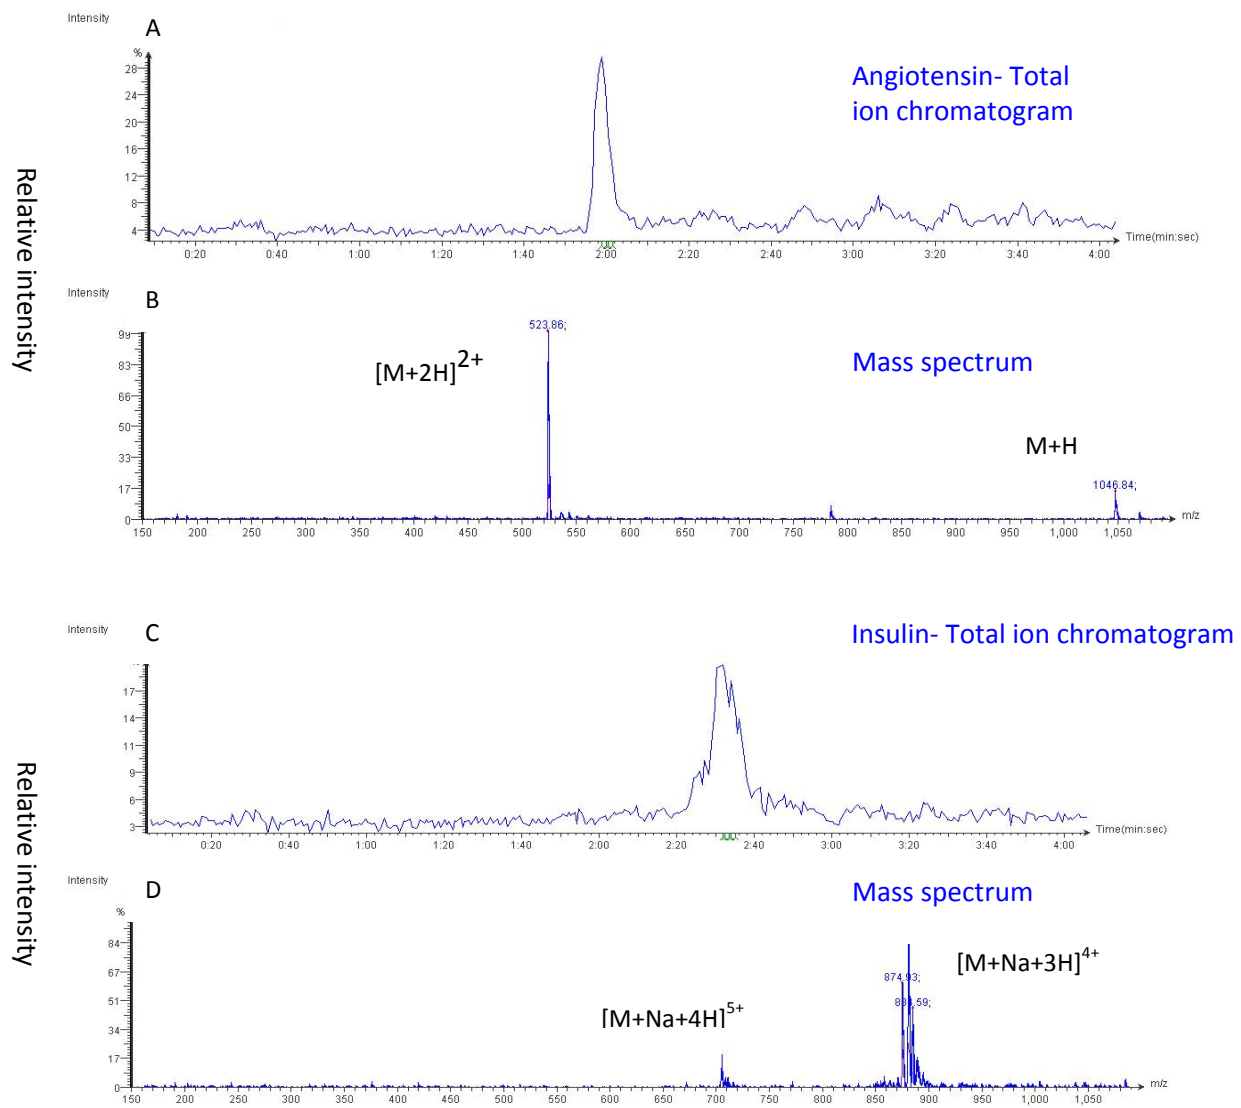 Intensity
A
%
28
24
20
16
12
8
4
Angiotensin- Total
ion chromatogram
0:20 0:40 1:00 1:20 1:40 2:00 2:20 2:40 3:00 3:20 3:40 4:00
Time(min:sec)
Relative intensity
Intensity
B
99
83
66
50
33
17
0
523.86;
[M+2H]2+
Mass spectrum
M+H
1046.84;
150 200 250 300 350 400 450 500 550 600 650 700 750 800 850 900 950 1,000 1,050
m/z
Intensity
C
Insulin- Total ion chromatogram
17
14
11
9
6
3
0:20 0:40 1:00 1:20 1:40 2:00 2:20 2:40 3:00 3:20 3:40 4:00
Time(min:sec)
Relative intensity
Intensity
D
%
84
67
51
34
17
0
Mass spectrum
[M+Na+3H]4+
874.93;
[M+Na+4H]5+
150 200 250 300 350 400 450 500 550 600 650 700 750 800 850 900 950 1,000 1,050
m/z